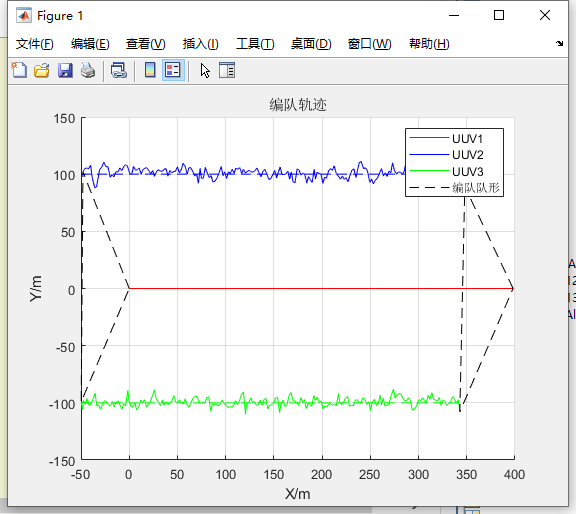 Figure 1
文件(F) 编辑(E) 查看(V) 插入(I) 工具(T) 桌面(D) 窗口(W) 帮助(H)
编队轨迹
UUV1
UUV2
UUV3
编队队形
150
100
50
0
-50
-100
-150
Y/m
-50 0 50 100 150 200 250 300 350 400
X/m